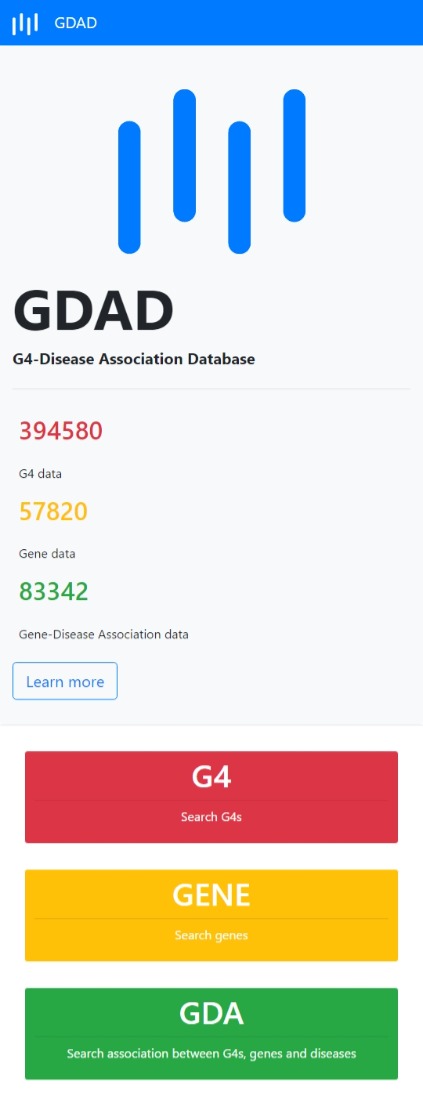 GDAD
GDAD
G4-Disease Association Database
394580
G4 data
57820
Gene data
83342
Gene-Disease Association data
Learn more
G4
Search G4s
GENE
Search genes
GDA
Search association between G4s, genes and diseases